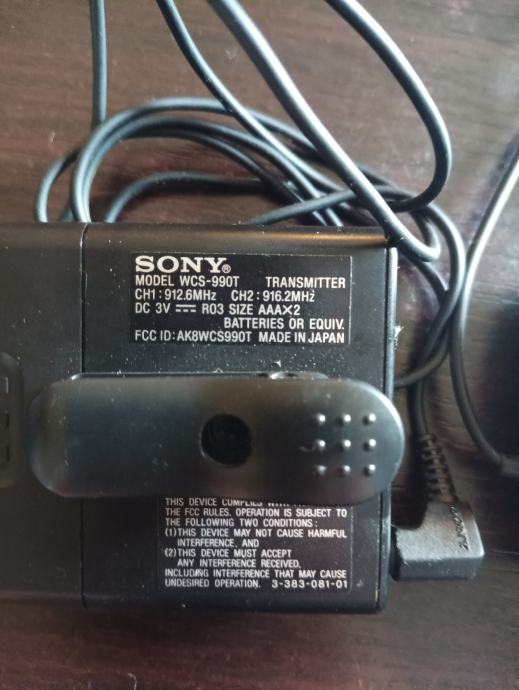 SONY®
MODEL WCS-990T TRANSMITTER
CH1:912.6MHz CH2:916.2MHz
DC 3V R03 SIZE AAA×2
BATTERIES OR EQUIV.
FCC ID:AK8WCS990T MADE IN JAPAN
THIS DEVICE COMPLIES WITH
THE FCC RULES. OPERATION IS SUBJECT TO
THE FOLLOWING TWO CONDITIONS:
(1)THIS DEVICE MAY NOT CAUSE HARMFUL
INTERFERENCE, AND
(2)THIS DEVICE MUST ACCEPT
ANY INTERFERENCE RECEIVED,
INCLUDING INTERFERENCE THAT MAY CAUSE
UNDESIRED OPERATION. 3-383-081-01
SONY